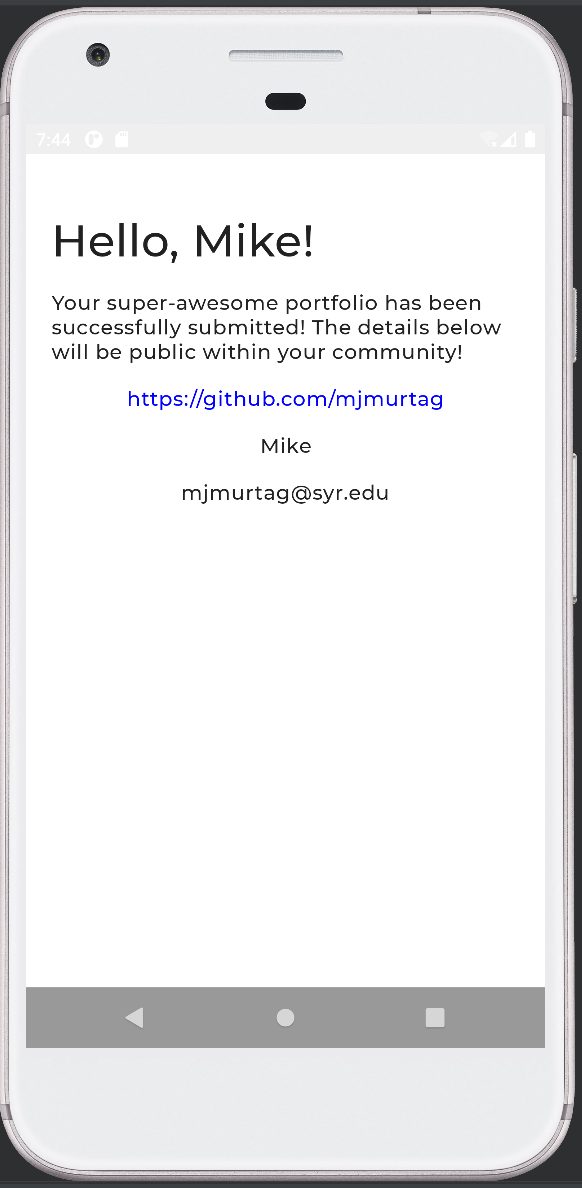 7:44
Hello, Mike!
Your super-awesome portfolio has been
successfully submitted! The details below
will be public within your community!
https://github.com/mjmurtag
Mike
mjmurtag@syr.edu